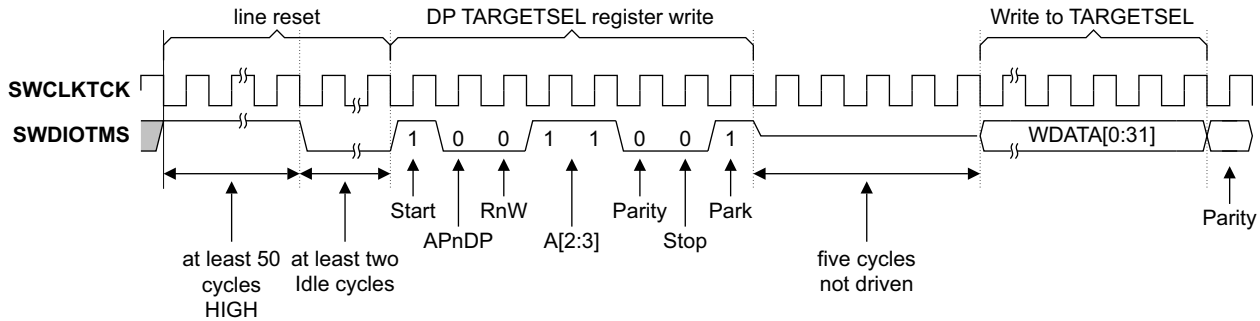 line reset
DP TARGETSEL register write
Write to TARGETSEL
SWCLKTCK
SWDIOTMS
1 0 0 1 1 0 0 1
WDATA[0:31]
Start
RnW
Parity
Park
APnDP
A[2:3]
Stop
Parity
at least 50
cycles
HIGH
at least two
Idle cycles
five cycles
not driven